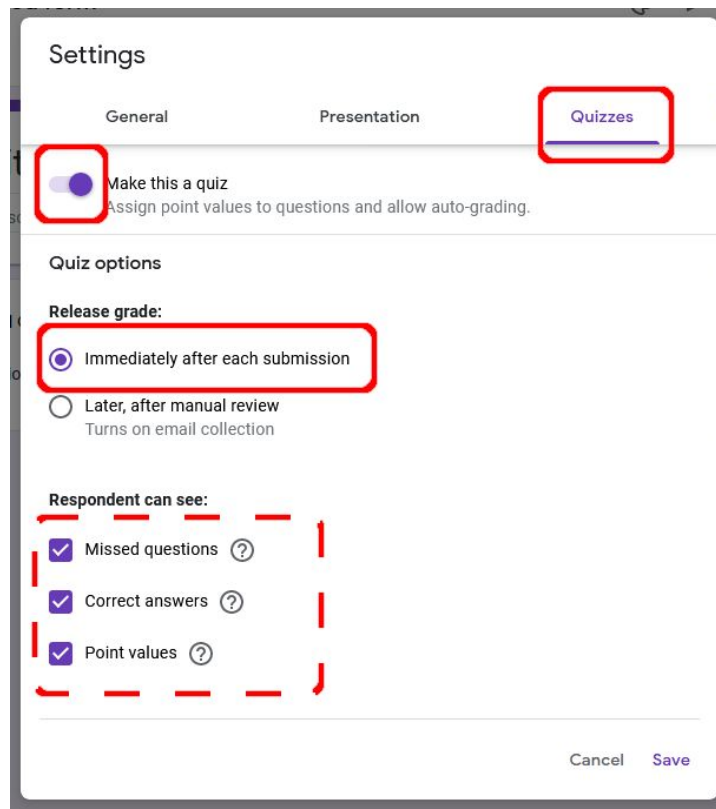 Settings
General Presentation Quizzes
Make this a quiz
Assign point values to questions and allow auto-grading.
Quiz options
Release grade:
Immediately after each submission
Later, after manual review
Turns on email collection
Respondent can see:
Missed questions ?
Correct answers ?
Point values ?
Cancel Save